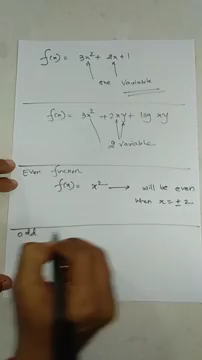 f(x) = 3x² + 2x + 1
one variable
f(x) = 3x² + 2xy + log xy
2 variable
Even function
f(x) = x² → will be even
when x = ± 2
odd